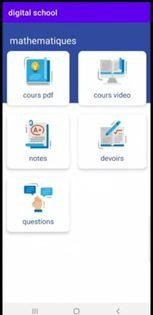 digital school
mathematiques
cours pdf
cours video
notes
devoirs
A+
questions